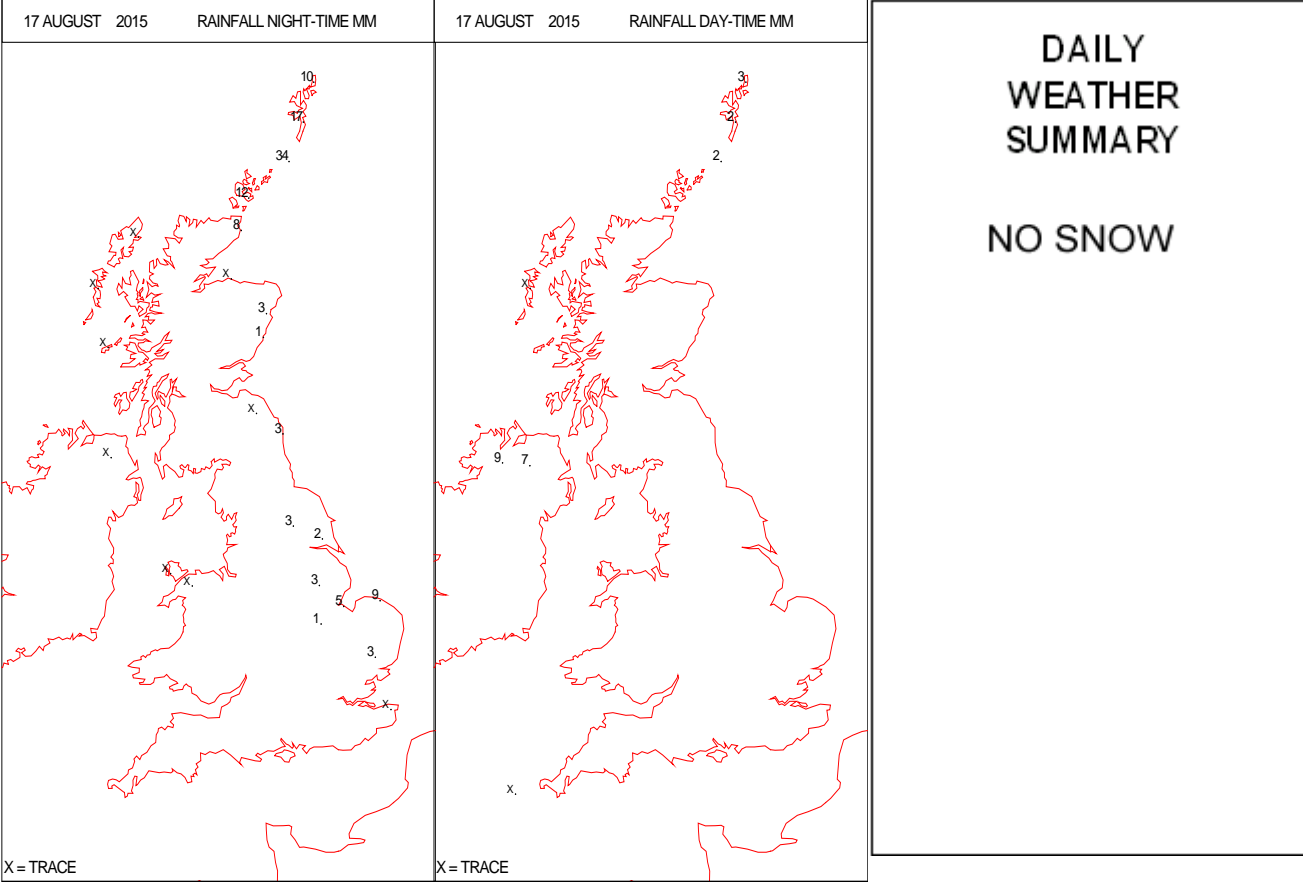 17 AUGUST 2015 RAINFALL NIGHT-TIME MM
10
17
34
12
8
X
X
X
3
1
X
X
3
X
3
2
X
X
3
5
9
1
3
X
X = TRACE
17 AUGUST 2015 RAINFALL DAY-TIME MM
3
2
2
X
9 7
X
X = TRACE
DAILY
WEATHER
SUMMARY
NO SNOW